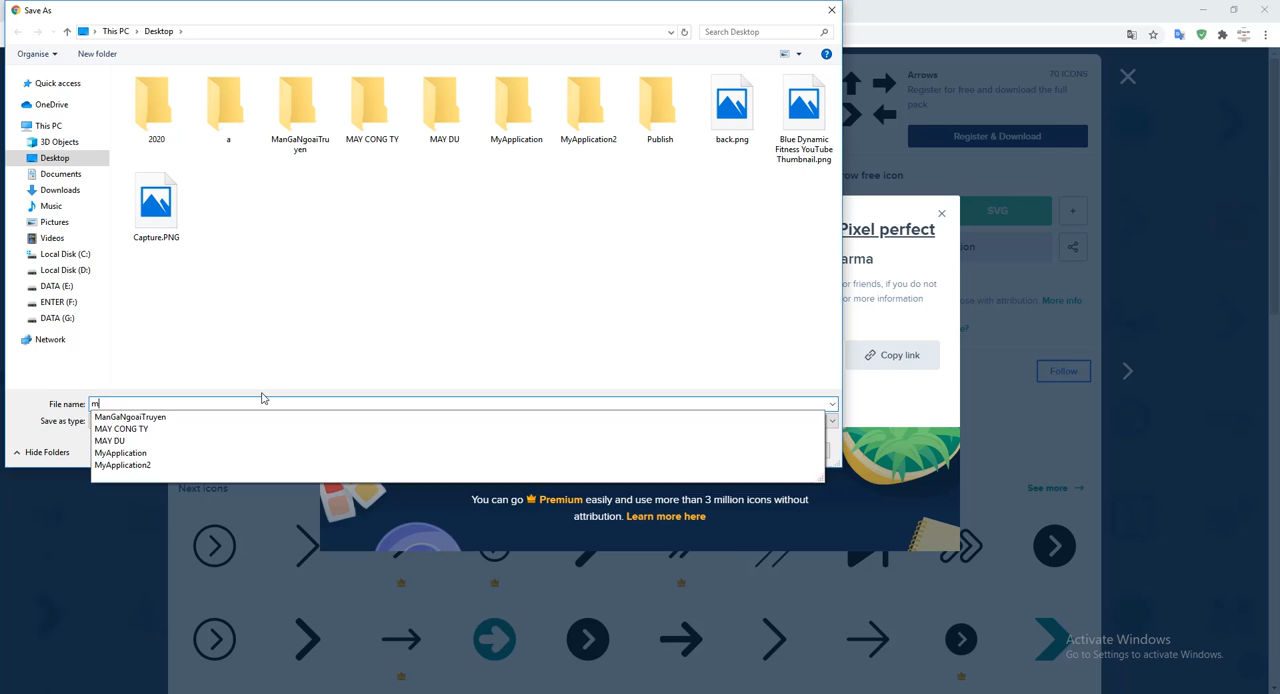 Save As
This PC
Desktop
Search Desktop
Organise
New folder
Quick access
OneDrive
This PC
3D Objects
Desktop
Documents
Downloads
Music
Pictures
Videos
Local Disk (C:)
Local Disk (D:)
DATA (E:)
ENTER (F:)
DATA (G:)
Network
2020
a
ManGaNgoaiTru
yen
MAY CONG TY
MAY DU
MyApplication
MyApplication2
Publish
back.png
Blue Dynamic
Fitness YouTube
Thumbnail.png
Capture.PNG
File name: m
Save as type:
ManGaNgoaiTruyen
MAY CONG TY
MAY DU
MyApplication
MyApplication2
Hide Folders
Arrows
70 ICONS
Register for free and download the full
pack
Register & Download
row free icon
SVG
Pixel perfect
arma
or friends, if you do not
or more information
Copy link
ose with attribution. More info
Follow
Next icons
See more
You can go Premium easily and use more than 3 million icons without
attribution. Learn more here
Activate Windows
Go to Settings to activate Windows.